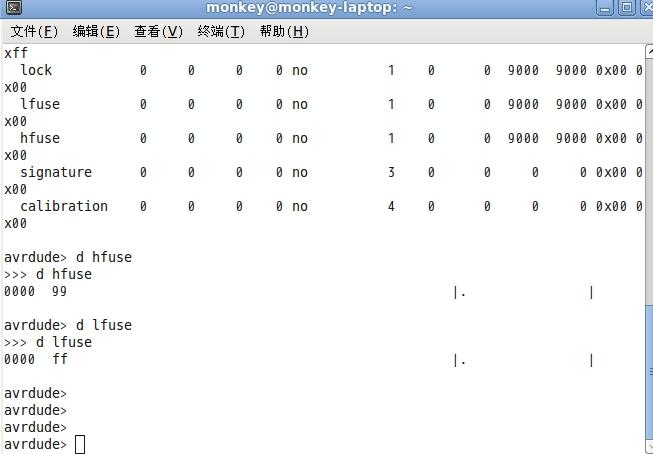 monkey@monkey-laptop: ~
文件(F) 编辑(E) 查看(V) 终端(T) 帮助(H)
xff
lock 0 0 0 0 no 1 0 0 9000 9000 0x00 0
x00
lfuse 0 0 0 0 no 1 0 0 9000 9000 0x00 0
x00
hfuse 0 0 0 0 no 1 0 0 9000 9000 0x00 0
x00
signature 0 0 0 0 no 3 0 0 0 0 0x00 0
x00
calibration 0 0 0 0 no 4 0 0 0 0 0x00 0
x00
avrdude> d hfuse
>>> d hfuse
0000 99 |. |
avrdude> d lfuse
>>> d lfuse
0000 ff |. |
avrdude>
avrdude>
avrdude>
avrdude>